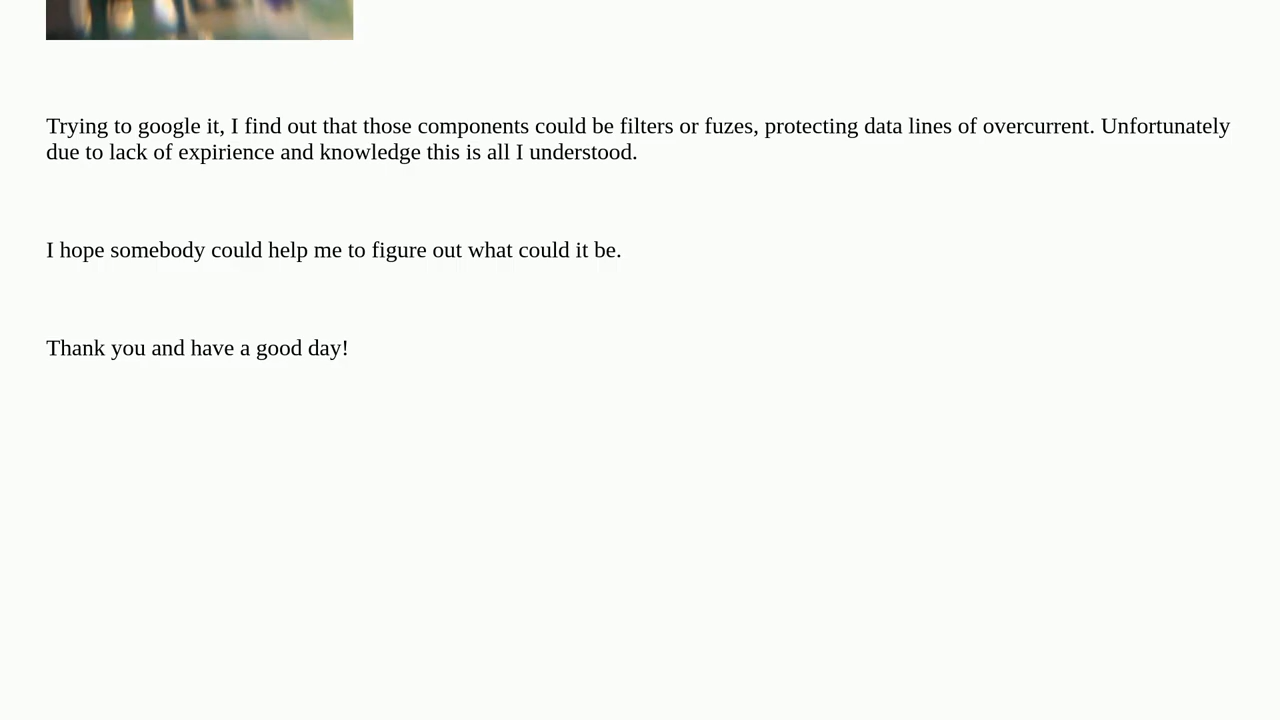 Trying to google it, I find out that those components could be filters or fuzes, protecting data lines of overcurrent. Unfortunately
due to lack of expirience and knowledge this is all I understood.
I hope somebody could help me to figure out what could it be.
Thank you and have a good day!